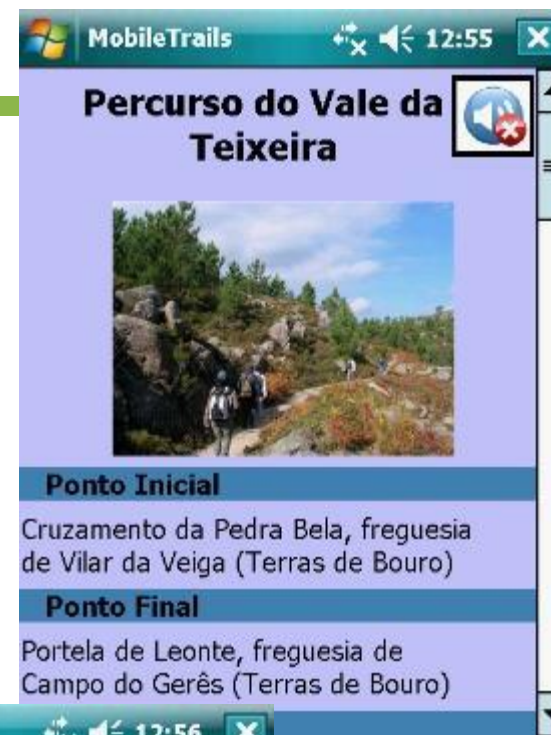 MobileTrails 12:55
Percurso do Vale da
Teixeira
Ponto Inicial
Cruzamento da Pedra Bela, freguesia
de Vilar da Veiga (Terras de Bouro)
Ponto Final
Portela de Leonte, freguesia de
Campo do Gerês (Terras de Bouro)
12:56